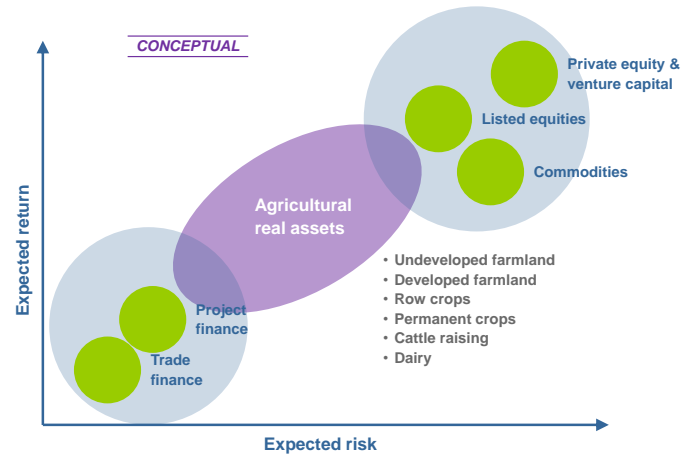 CONCEPTUAL
Private equity &
venture capital
Listed equities
Commodities
Agricultural
real assets
• Undeveloped farmland
• Developed farmland
• Row crops
• Permanent crops
• Cattle raising
• Dairy
Project
finance
Trade
finance
Expected return
Expected risk